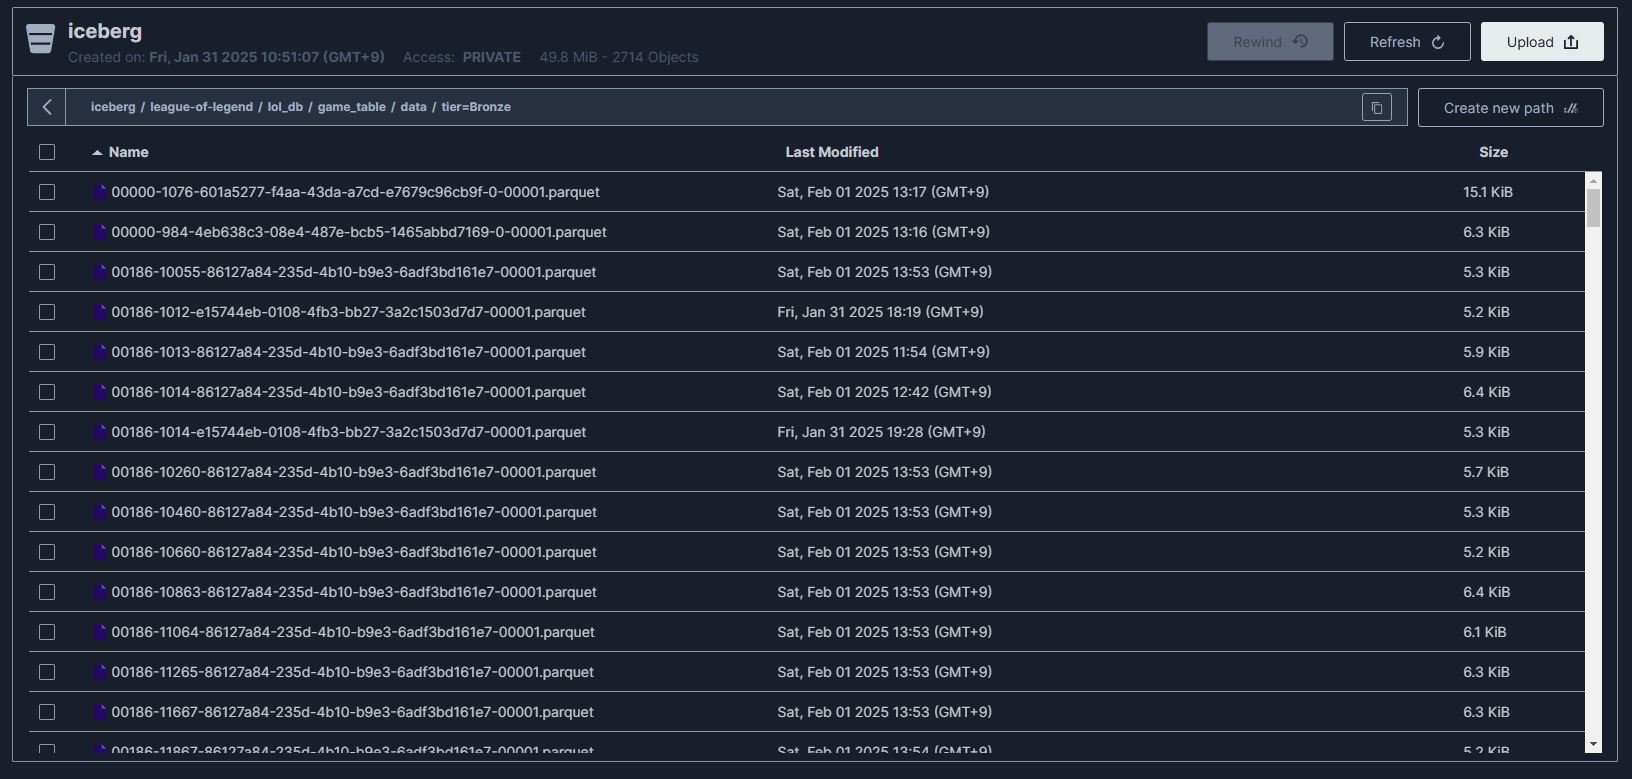 iceberg
Created on: Fri, Jan 31 2025 10:51:07 (GMT+9) Access: PRIVATE 49.8 MiB - 2714 Objects
Rewind Refresh Upload
iceberg / league-of-legend / lol_db / game_table / data / tier=Bronze
Create new path
Name Last Modified Size
00000-1076-601a5277-f4aa-43da-a7cd-e7679c96cb9f-0-00001.parquet Sat, Feb 01 2025 13:17 (GMT+9) 15.1 KiB
00000-984-4eb638c3-08e4-487e-bcb5-1465abbd7169-0-00001.parquet Sat, Feb 01 2025 13:16 (GMT+9) 6.3 KiB
00186-10055-86127a84-235d-4b10-b9e3-6adf3bd161e7-00001.parquet Sat, Feb 01 2025 13:53 (GMT+9) 5.3 KiB
00186-1012-e15744eb-0108-4fb3-bb27-3a2c1503d7d7-00001.parquet Fri, Jan 31 2025 18:19 (GMT+9) 5.2 KiB
00186-1013-86127a84-235d-4b10-b9e3-6adf3bd161e7-00001.parquet Sat, Feb 01 2025 11:54 (GMT+9) 5.9 KiB
00186-1014-86127a84-235d-4b10-b9e3-6adf3bd161e7-00001.parquet Sat, Feb 01 2025 12:42 (GMT+9) 6.4 KiB
00186-1014-e15744eb-0108-4fb3-bb27-3a2c1503d7d7-00001.parquet Fri, Jan 31 2025 19:28 (GMT+9) 5.3 KiB
00186-10260-86127a84-235d-4b10-b9e3-6adf3bd161e7-00001.parquet Sat, Feb 01 2025 13:53 (GMT+9) 5.7 KiB
00186-10460-86127a84-235d-4b10-b9e3-6adf3bd161e7-00001.parquet Sat, Feb 01 2025 13:53 (GMT+9) 5.3 KiB
00186-10660-86127a84-235d-4b10-b9e3-6adf3bd161e7-00001.parquet Sat, Feb 01 2025 13:53 (GMT+9) 5.2 KiB
00186-10863-86127a84-235d-4b10-b9e3-6adf3bd161e7-00001.parquet Sat, Feb 01 2025 13:53 (GMT+9) 6.4 KiB
00186-11064-86127a84-235d-4b10-b9e3-6adf3bd161e7-00001.parquet Sat, Feb 01 2025 13:53 (GMT+9) 6.1 KiB
00186-11265-86127a84-235d-4b10-b9e3-6adf3bd161e7-00001.parquet Sat, Feb 01 2025 13:53 (GMT+9) 6.3 KiB
00186-11667-86127a84-235d-4b10-b9e3-6adf3bd161e7-00001.parquet Sat, Feb 01 2025 13:53 (GMT+9) 6.3 KiB
00186-11867-86127a84-235d-4b10-b9e3-6adf3bd161e7-00001.parquet Sat, Feb 01 2025 13:54 (GMT+9) 5.2 KiB